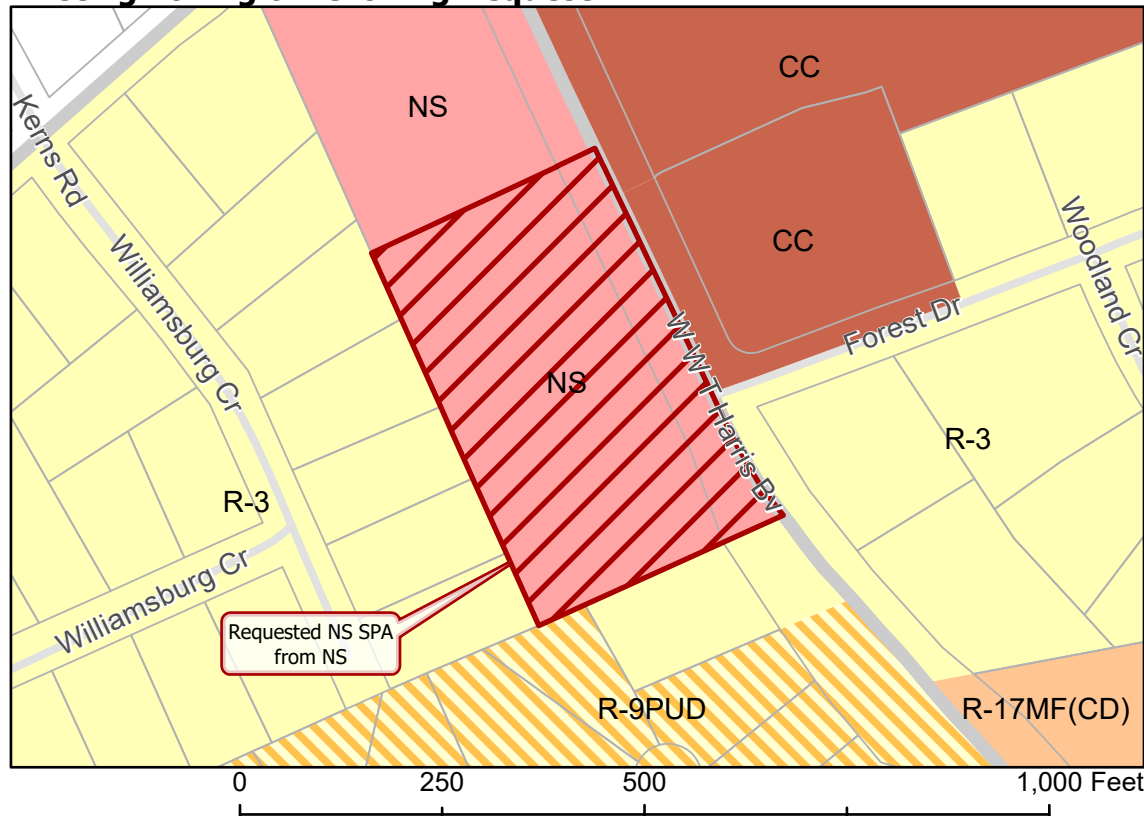 NS
CC
Kerns Rd
CC
Woodland Cr
Williamsburg Cr
Forest Dr
W W T Harris Bv
NS
R-3
R-3
Williamsburg Cr
Requested NS SPA
from NS
R-9PUD
R-17MF(CD)
0 250 500 1,000 Feet